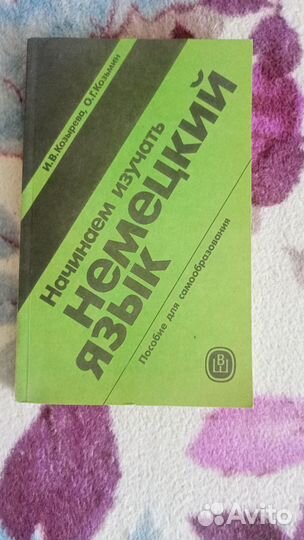 И.В.Козырева, О.Г.Козьмин
Начинаем изучать
немецкий
язык
Пособие для самообразования
ВШ
Avito